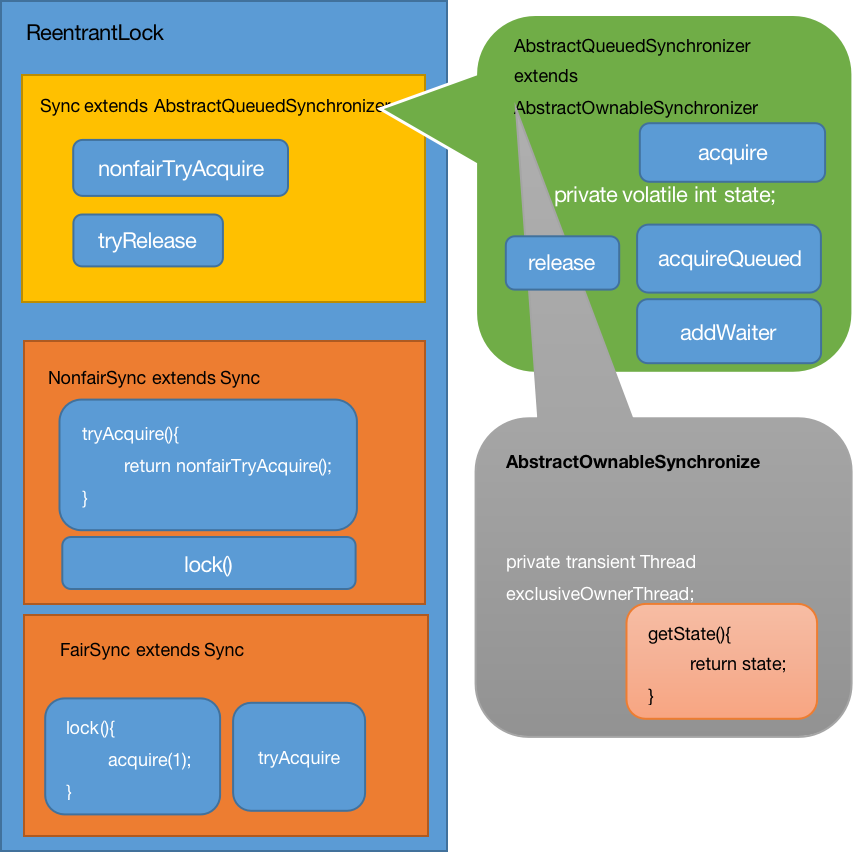 ReentrantLock
Sync extends AbstractQueuedSynchronizer
nonfairTryAcquire
tryRelease
NonfairSync extends Sync
tryAcquire(){
return nonfairTryAcquire();
}
lock()
FairSync extends Sync
lock(){
acquire(1);
}
tryAcquire
AbstractQueuedSynchronizer
extends
AbstractOwnableSynchronizer
acquire
private volatile int state;
release
acquireQueued
addWaiter
AbstractOwnableSynchronize
private transient Thread
exclusiveOwnerThread;
getState(){
return state;
}